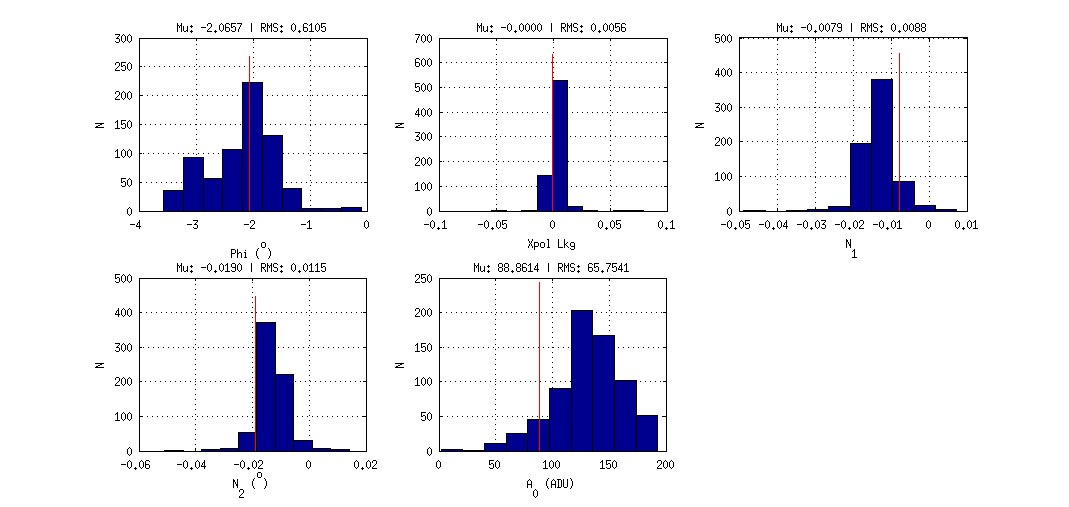 Mu: -2.0657 | RMS: 0.6105
300
250
200
150
100
50
0
N
-4 -3 -2 -1 0
Phi (o)
Mu: -0.0000 | RMS: 0.0056
700
600
500
400
300
200
100
0
N
-0.1 -0.05 0 0.05 0.1
Xpol Lkg
Mu: -0.0079 | RMS: 0.0088
500
400
300
200
100
0
N
-0.05 -0.04 -0.03 -0.02 -0.01 0 0.01
N1
Mu: -0.0190 | RMS: 0.0115
500
400
300
200
100
0
N
-0.06 -0.04 -0.02 0 0.02
N2 (o)
Mu: 88.8614 | RMS: 65.7541
250
200
150
100
50
0
N
0 50 100 150 200
A0 (ADU)